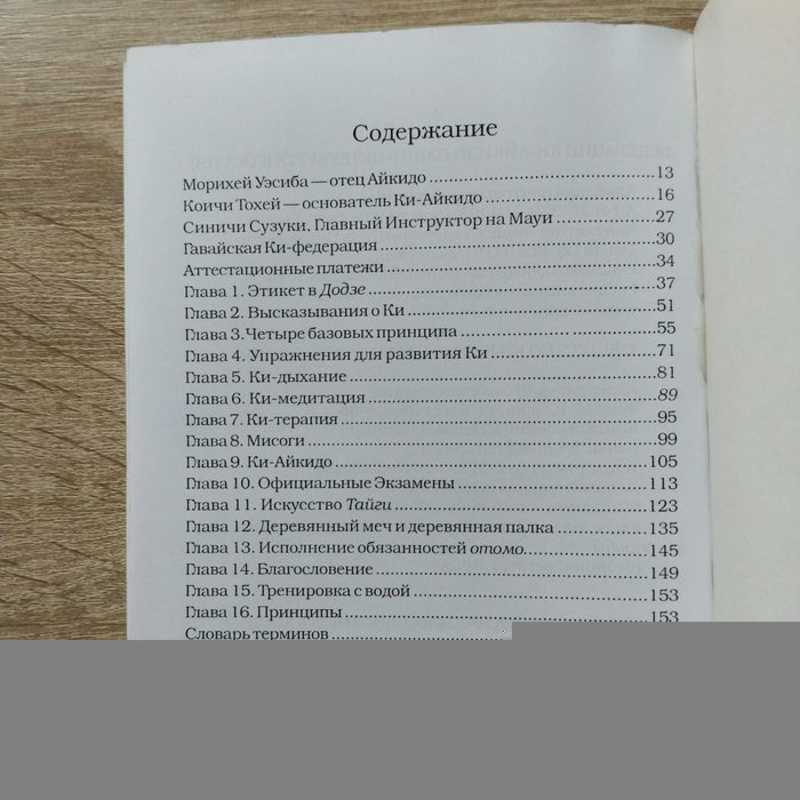 Содержание
Морихей Уэсиба — отец Айкидо ........ 13
Коичи Тохей — основатель Ки-Айкидо ........ 16
Синичи Сузуки, Главный Инструктор на Мауи ........ 27
Гавайская Ки-федерация ........ 30
Аттестационные платежи ........ 34
Глава 1. Этикет в Додзе ........ 37
Глава 2. Высказывания о Ки ........ 51
Глава 3.Четыре базовых принципа ........ 55
Глава 4. Упражнения для развития Ки ........ 71
Глава 5. Ки-дыхание ........ 81
Глава 6. Ки-медитация ........ 89
Глава 7. Ки-терапия ........ 95
Глава 8. Мисоги ........ 99
Глава 9. Ки-Айкидо ........ 105
Глава 10. Официальные Экзамены ........ 113
Глава 11. Искусство Тайги ........ 123
Глава 12. Деревянный меч и деревянная палка ........ 135
Глава 13. Исполнение обязанностей отомо ........ 145
Глава 14. Благословение ........ 149
Глава 15. Тренировка с водой ........ 153
Глава 16. Принципы ........ 153
Словарь терминов ........